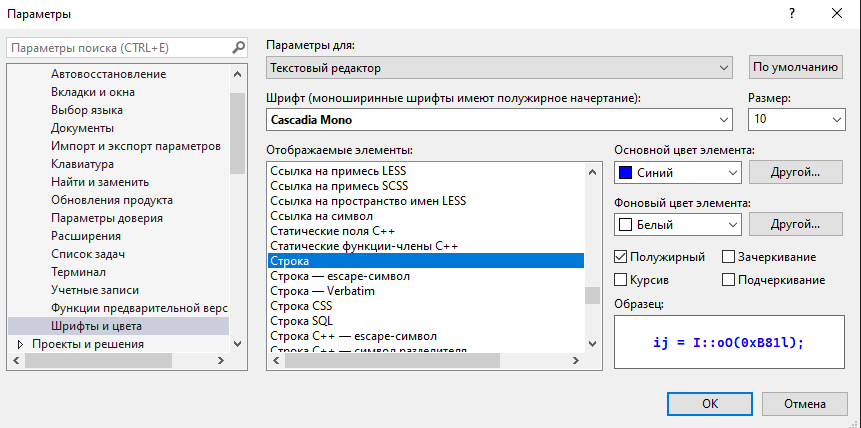 Параметры
Параметры поиска (CTRL+E)
Автовосстановление
Вкладки и окна
Выбор языка
Документы
Импорт и экспорт параметров
Клавиатура
Найти и заменить
Обновления продукта
Параметры доверия
Расширения
Список задач
Терминал
Учетные записи
Функции предварительной верс
Шрифты и цвета
Проекты и решения
Параметры для:
Текстовый редактор
По умолчанию
Шрифт (моноширинные шрифты имеют полужирное начертание):
Размер:
Cascadia Mono
10
Отображаемые элементы:
Ссылка на примесь LESS
Ссылка на примесь SCSS
Ссылка на пространство имен LESS
Ссылка на символ
Статические поля C++
Статические функции-члены C++
Строка
Строка — escape-символ
Строка — Verbatim
Строка CSS
Строка SQL
Строка C++ — escape-символ
Строка C++ — символ разделителя
Основной цвет элемента:
Синий
Другой...
Фоновый цвет элемента:
Белый
Другой...
Полужирный
Зачеркивание
Курсив
Подчеркивание
Образец:
ij = I::oO(0xB81l);
ОК
Отмена